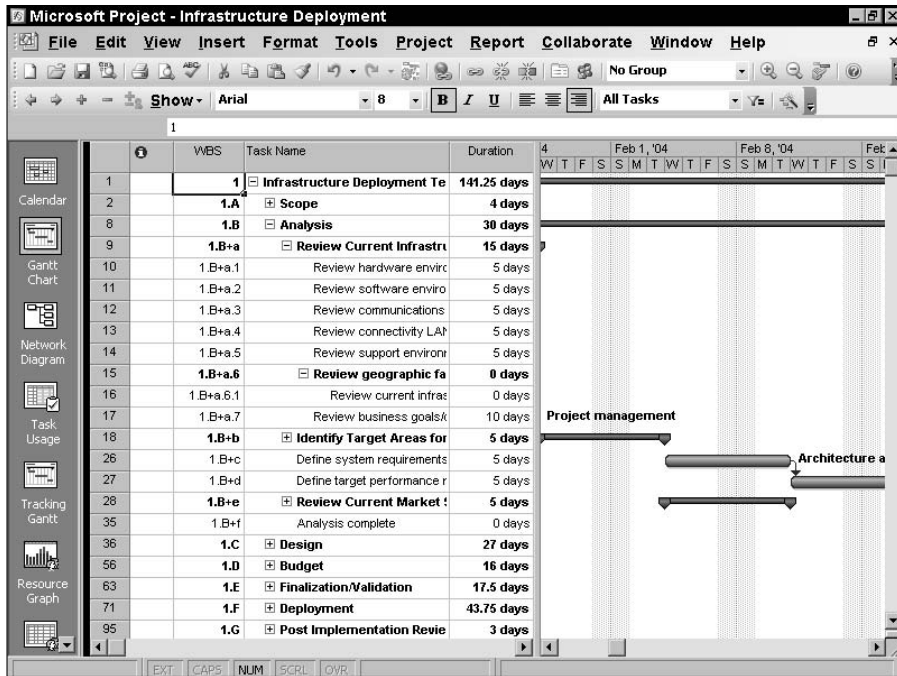 Microsoft Project - Infrastructure Deployment
File Edit View Insert Format Tools Project Report Collaborate Window Help
No Group
Show Arial 8 B I U All Tasks
1
WBS Task Name Duration 4 Feb 1, '04 Feb 8, '04 Feb
W T F S S M T W T F S S M T W T F S S
Calendar
Gantt Chart
Network Diagram
Task Usage
Tracking Gantt
Resource Graph
1 1 Infrastructure Deployment Te 141.25 days
2 1.A Scope 4 days
8 1.B Analysis 30 days
9 1.B+a Review Current Infrastru 15 days
10 1.B+a.1 Review hardware enviro 5 days
11 1.B+a.2 Review software enviro 5 days
12 1.B+a.3 Review communications 5 days
13 1.B+a.4 Review connectivity LAN 5 days
14 1.B+a.5 Review support environm 5 days
15 1.B+a.6 Review geographic fa 0 days
16 1.B+a.6.1 Review current infras 0 days
17 1.B+a.7 Review business goals/ 10 days Project management
18 1.B+b Identify Target Areas for 5 days
26 1.B+c Define system requirements 5 days Architecture a
27 1.B+d Define target performance r 5 days
28 1.B+e Review Current Market 5 days
35 1.B+f Analysis complete 0 days
36 1.C Design 27 days
56 1.D Budget 16 days
63 1.E Finalization/Validation 17.5 days
71 1.F Deployment 43.75 days
95 1.G Post Implementation Revie 3 days
EXT CAPS NUM SCRL OVR